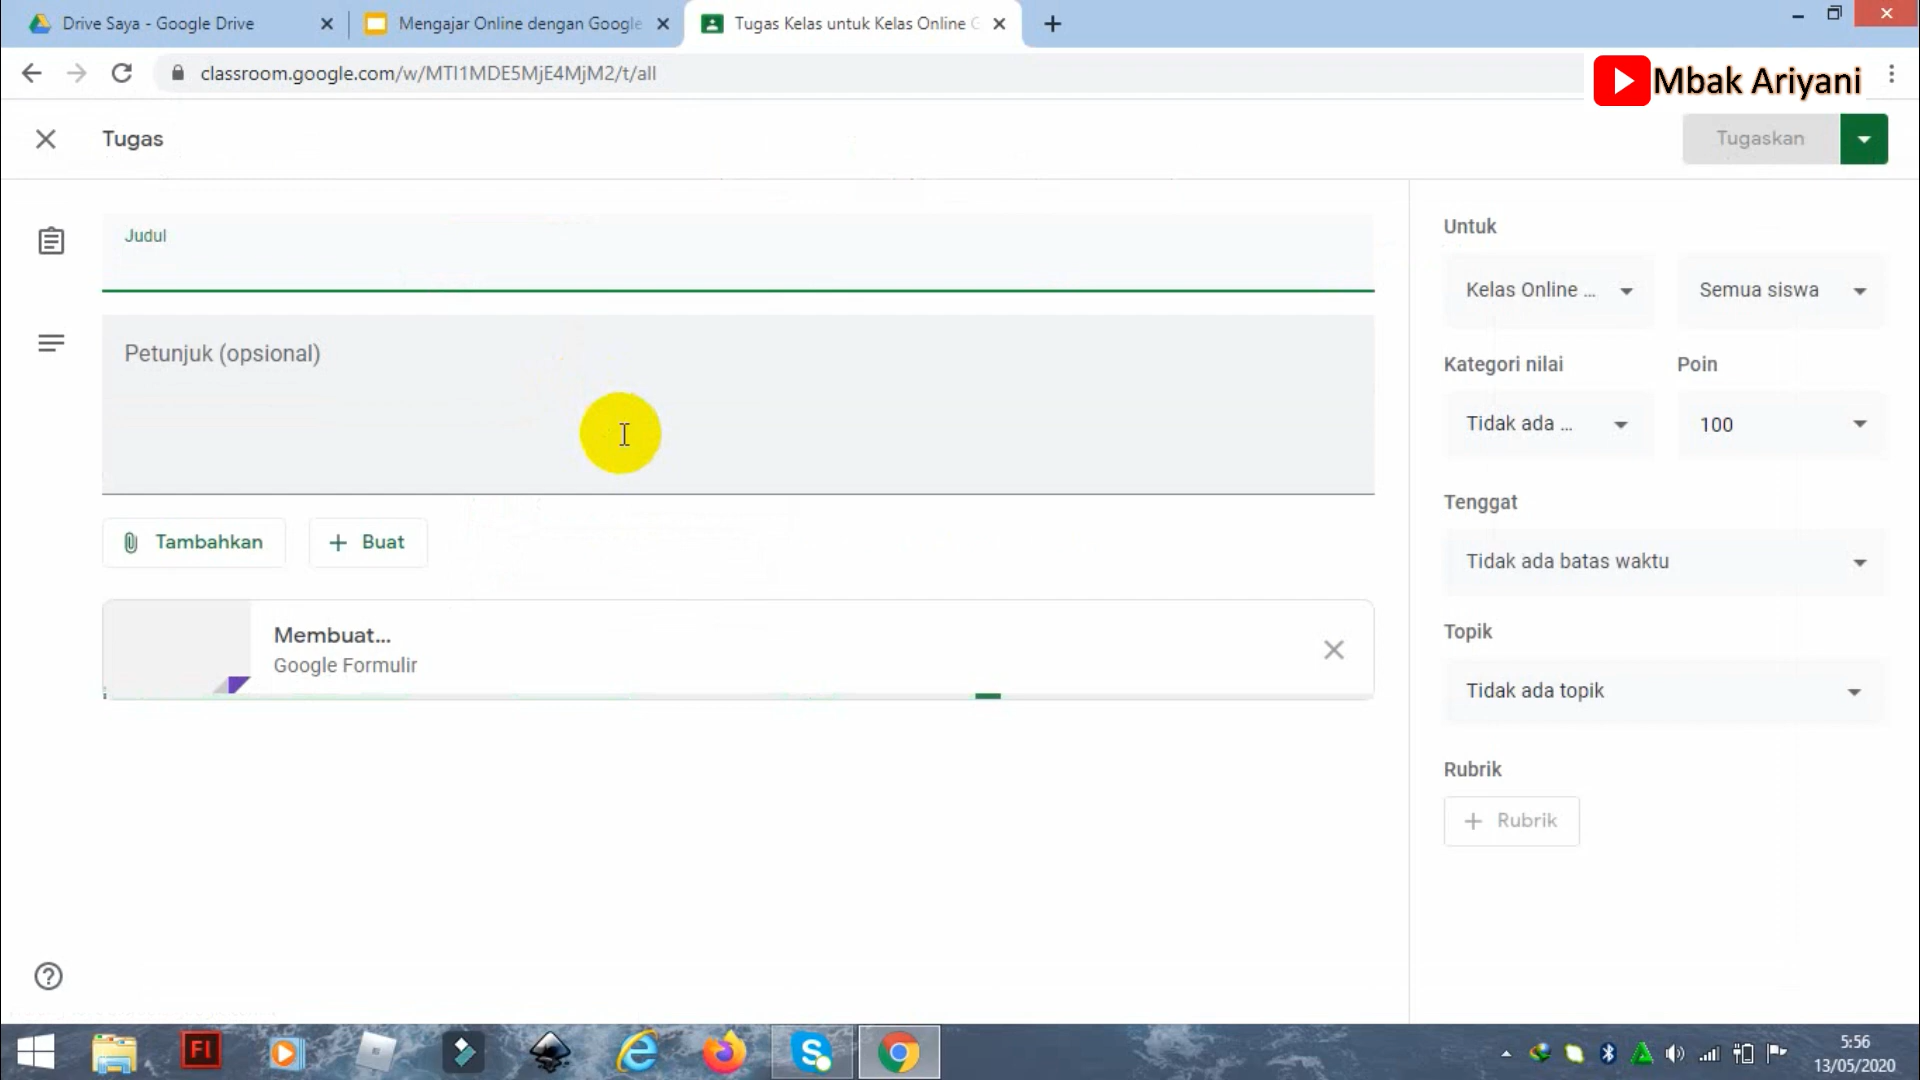 Drive Saya - Google Drive
Mengajar Online dengan Google
Tugas Kelas untuk Kelas Online G
classroom.google.com/w/MTI1MDE5MjE4MjM2/t/all
Mbak Ariyani
Tugas
Tugaskan
Judul
Petunjuk (opsional)
Tambahkan
Buat
Membuat...
Google Formulir
Untuk
Kelas Online ...
Semua siswa
Kategori nilai
Poin
Tidak ada ...
100
Tenggat
Tidak ada batas waktu
Topik
Tidak ada topik
Rubrik
Rubrik
Fl
5:56
13/05/2020